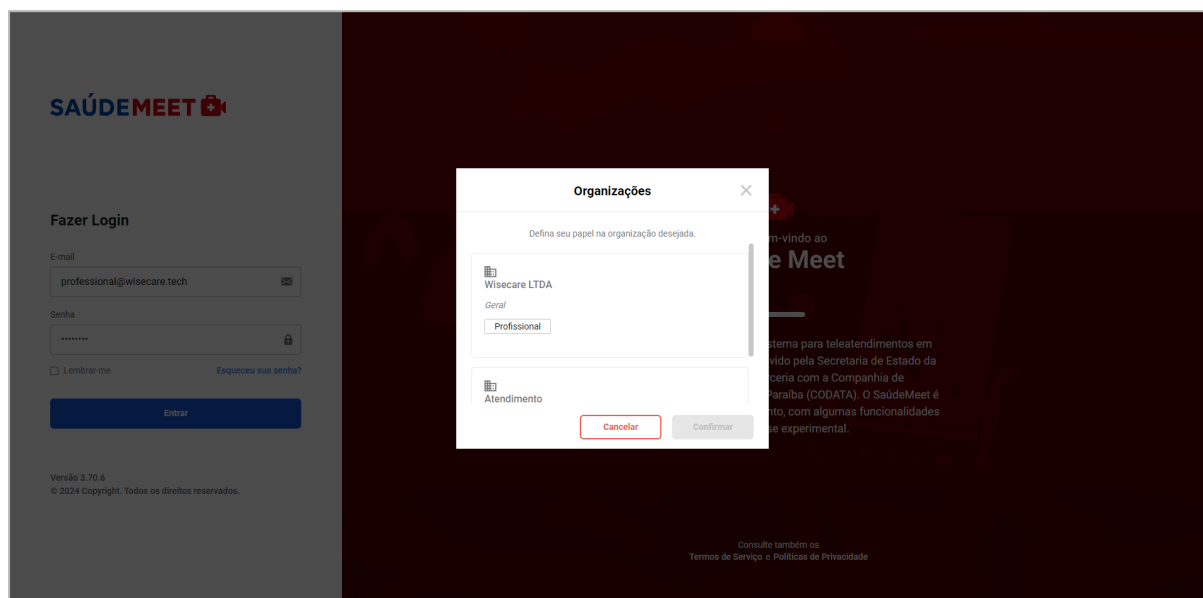 SAÚDEMEET
Fazer Login
E-mail
professional@wisecare.tech
Senha
········
Lembrar-me
Esqueceu sua senha?
Entrar
Versão 3.70.6
© 2024 Copyright. Todos os direitos reservados.
Organizações
Defina seu papel na organização desejada.
Wisecare LTDA
Geral
Profissional
Atendimento
Cancelar
Confirmar
m-vindo ao
e Meet
stema para teleatendimentos em
vido pela Secretaria de Estado da
rceria com a Companhia de
Paraíba (CODATA). O SaúdeMeet é
nto, com algumas funcionalidades
se experimental.
Consulte também os
Termos de Serviço e Políticas de Privacidade